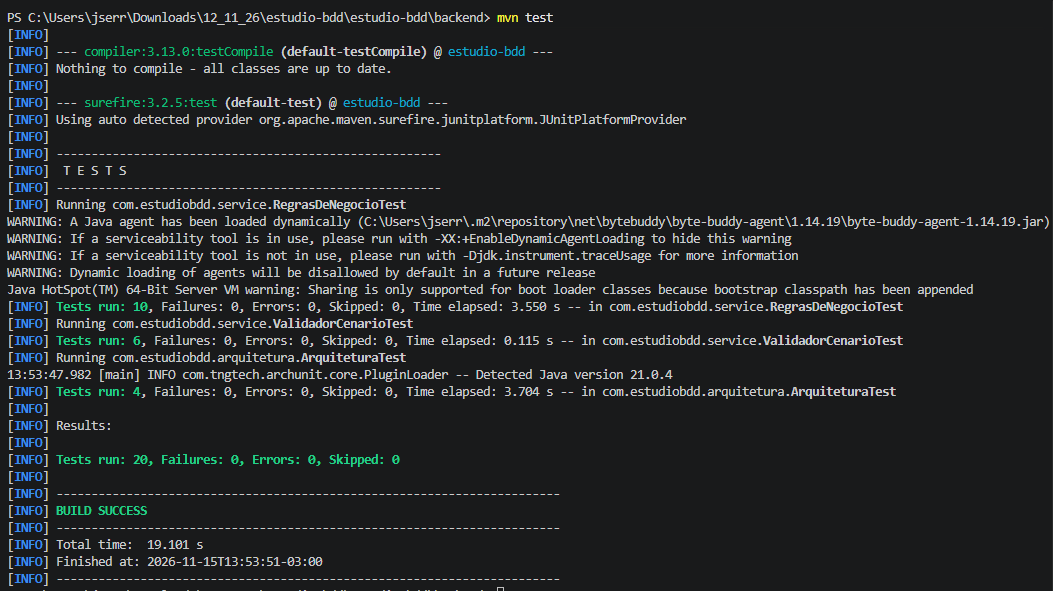 PS C:\Users\jserr\Downloads\12_11_26\estudio-bdd\estudio-bdd\backend> mvn test
[INFO]
[INFO] --- compiler:3.13.0:testCompile (default-testCompile) @ estudio-bdd ---
[INFO] Nothing to compile - all classes are up to date.
[INFO]
[INFO] --- surefire:3.2.5:test (default-test) @ estudio-bdd ---
[INFO] Using auto detected provider org.apache.maven.surefire.junitplatform.JUnitPlatformProvider
[INFO]
[INFO] -------------------------------------------------------
[INFO]  T E S T S
[INFO] -------------------------------------------------------
[INFO] Running com.estudiobdd.service.RegrasDeNegocioTest
WARNING: A Java agent has been loaded dynamically (C:\Users\jserr\.m2\repository\net\bytebuddy\byte-buddy-agent\1.14.19\byte-buddy-agent-1.14.19.jar)
WARNING: If a serviceability tool is in use, please run with -XX:+EnableDynamicAgentLoading to hide this warning
WARNING: If a serviceability tool is not in use, please run with -Djdk.instrument.traceUsage for more information
WARNING: Dynamic loading of agents will be disallowed by default in a future release
Java HotSpot(TM) 64-Bit Server VM warning: Sharing is only supported for boot loader classes because bootstrap classpath has been appended
[INFO] Tests run: 10, Failures: 0, Errors: 0, Skipped: 0, Time elapsed: 3.550 s -- in com.estudiobdd.service.RegrasDeNegocioTest
[INFO] Running com.estudiobdd.service.ValidadorCenarioTest
[INFO] Tests run: 6, Failures: 0, Errors: 0, Skipped: 0, Time elapsed: 0.115 s -- in com.estudiobdd.service.ValidadorCenarioTest
[INFO] Running com.estudiobdd.arquitetura.ArquiteturaTest
13:53:47.982 [main] INFO com.tngtech.archunit.core.PluginLoader -- Detected Java version 21.0.4
[INFO] Tests run: 4, Failures: 0, Errors: 0, Skipped: 0, Time elapsed: 3.704 s -- in com.estudiobdd.arquitetura.ArquiteturaTest
[INFO]
[INFO] Results:
[INFO]
[INFO] Tests run: 20, Failures: 0, Errors: 0, Skipped: 0
[INFO]
[INFO] ------------------------------------------------------------------------
[INFO] BUILD SUCCESS
[INFO] ------------------------------------------------------------------------
[INFO] Total time:  19.101 s
[INFO] Finished at: 2026-11-15T13:53:51-03:00
[INFO] ------------------------------------------------------------------------